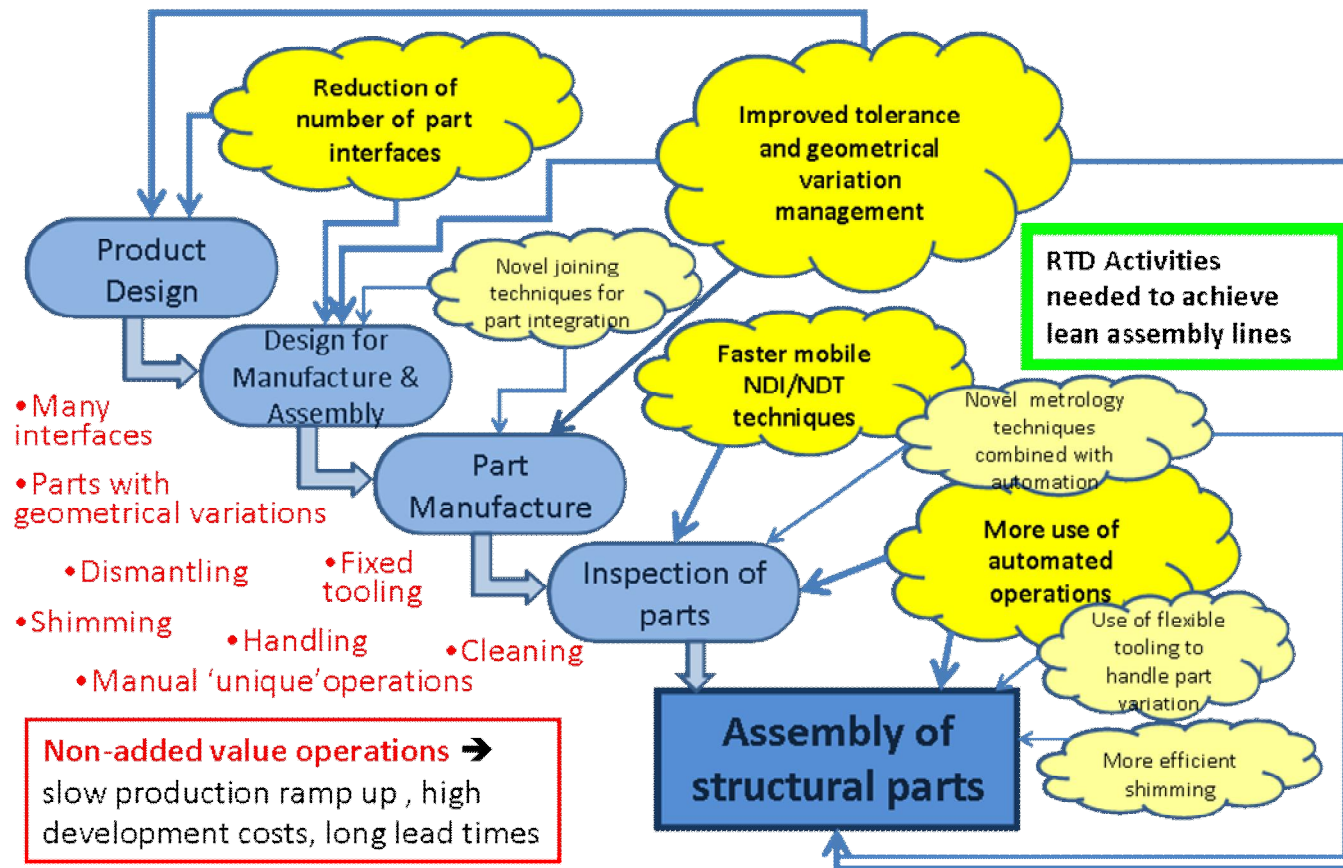 Reduction of
number of part
interfaces
Improved tolerance
and geometrical
variation
management
Product
Design
Novel joining
techniques for
part integration
RTD Activities
needed to achieve
lean assembly lines
Design for
Manufacture &
Assembly
Faster mobile
NDI/NDT
techniques
•Many
interfaces
Novel metrology
techniques
combined with
automation
•Parts with
geometrical variations
Part
Manufacture
More use of
automated
operations
•Dismantling
•Fixed
tooling
Inspection of
parts
•Shimming
•Handling
•Cleaning
•Manual 'unique'operations
Use of flexible
tooling to
handle part
variation
Assembly of
structural parts
More efficient
shimming
Non-added value operations ➔
slow production ramp up , high
development costs, long lead times